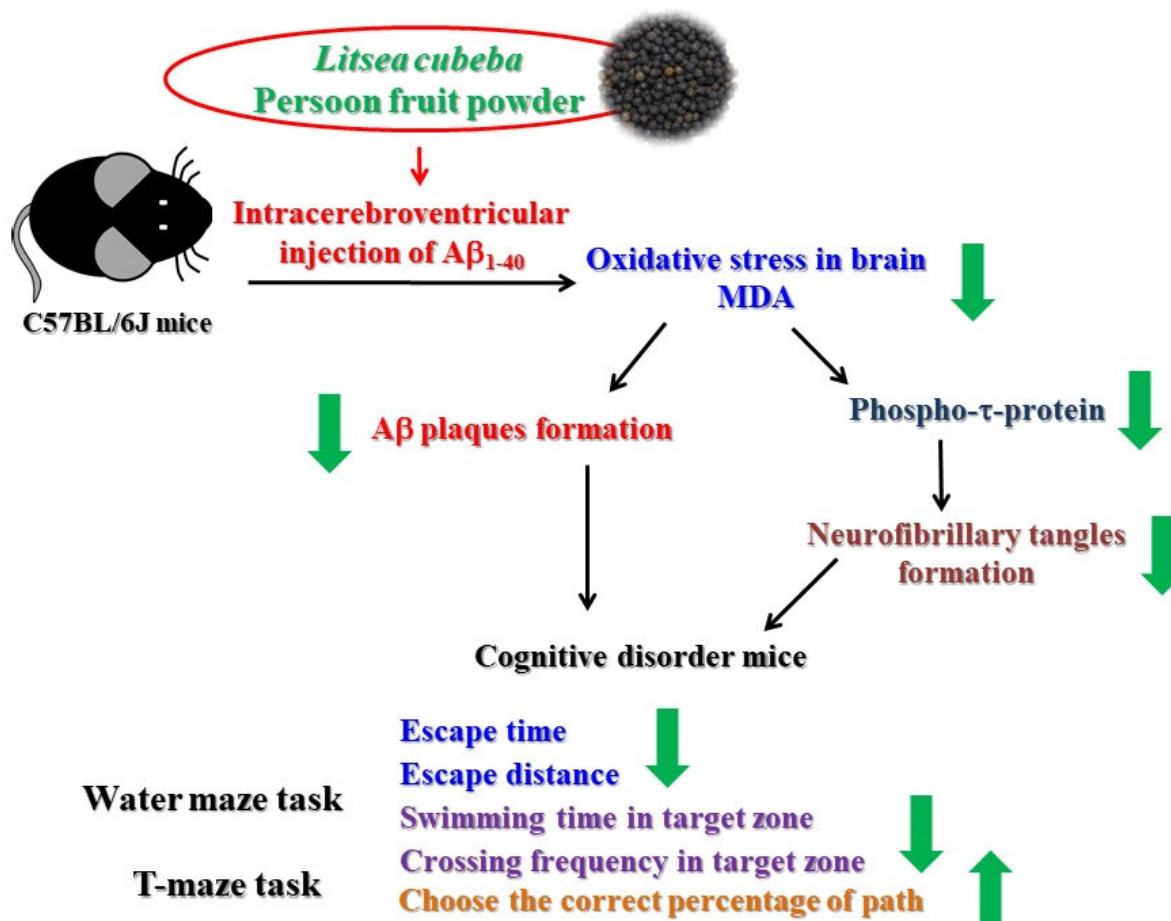 Litsea cubeba
Persoon fruit powder
Intracerebroventricular
injection of Aβ1-40
C57BL/6J mice
Oxidative stress in brain
MDA
Aβ plaques formation
Phospho-τ-protein
Neurofibrillary tangles
formation
Cognitive disorder mice
Water maze task
Escape time
Escape distance
Swimming time in target zone
Crossing frequency in target zone
T-maze task
Choose the correct percentage of path